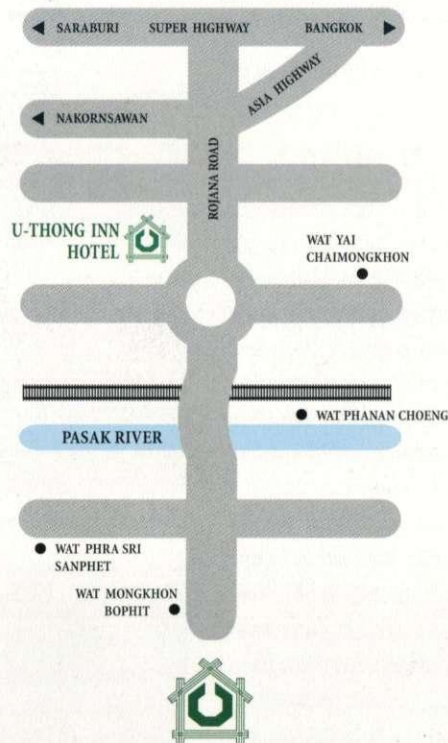 SARABURI SUPER HIGHWAY BANGKOK
ASIA HIGHWAY
NAKORNSAWAN
ROJANA ROAD
U-THONG INN
HOTEL
WAT YAI
CHAIMONGKHON
WAT PHANAN CHOENG
PASAK RIVER
WAT PHRA SRI
SANPHET
WAT MONGKHON
BOPHIT